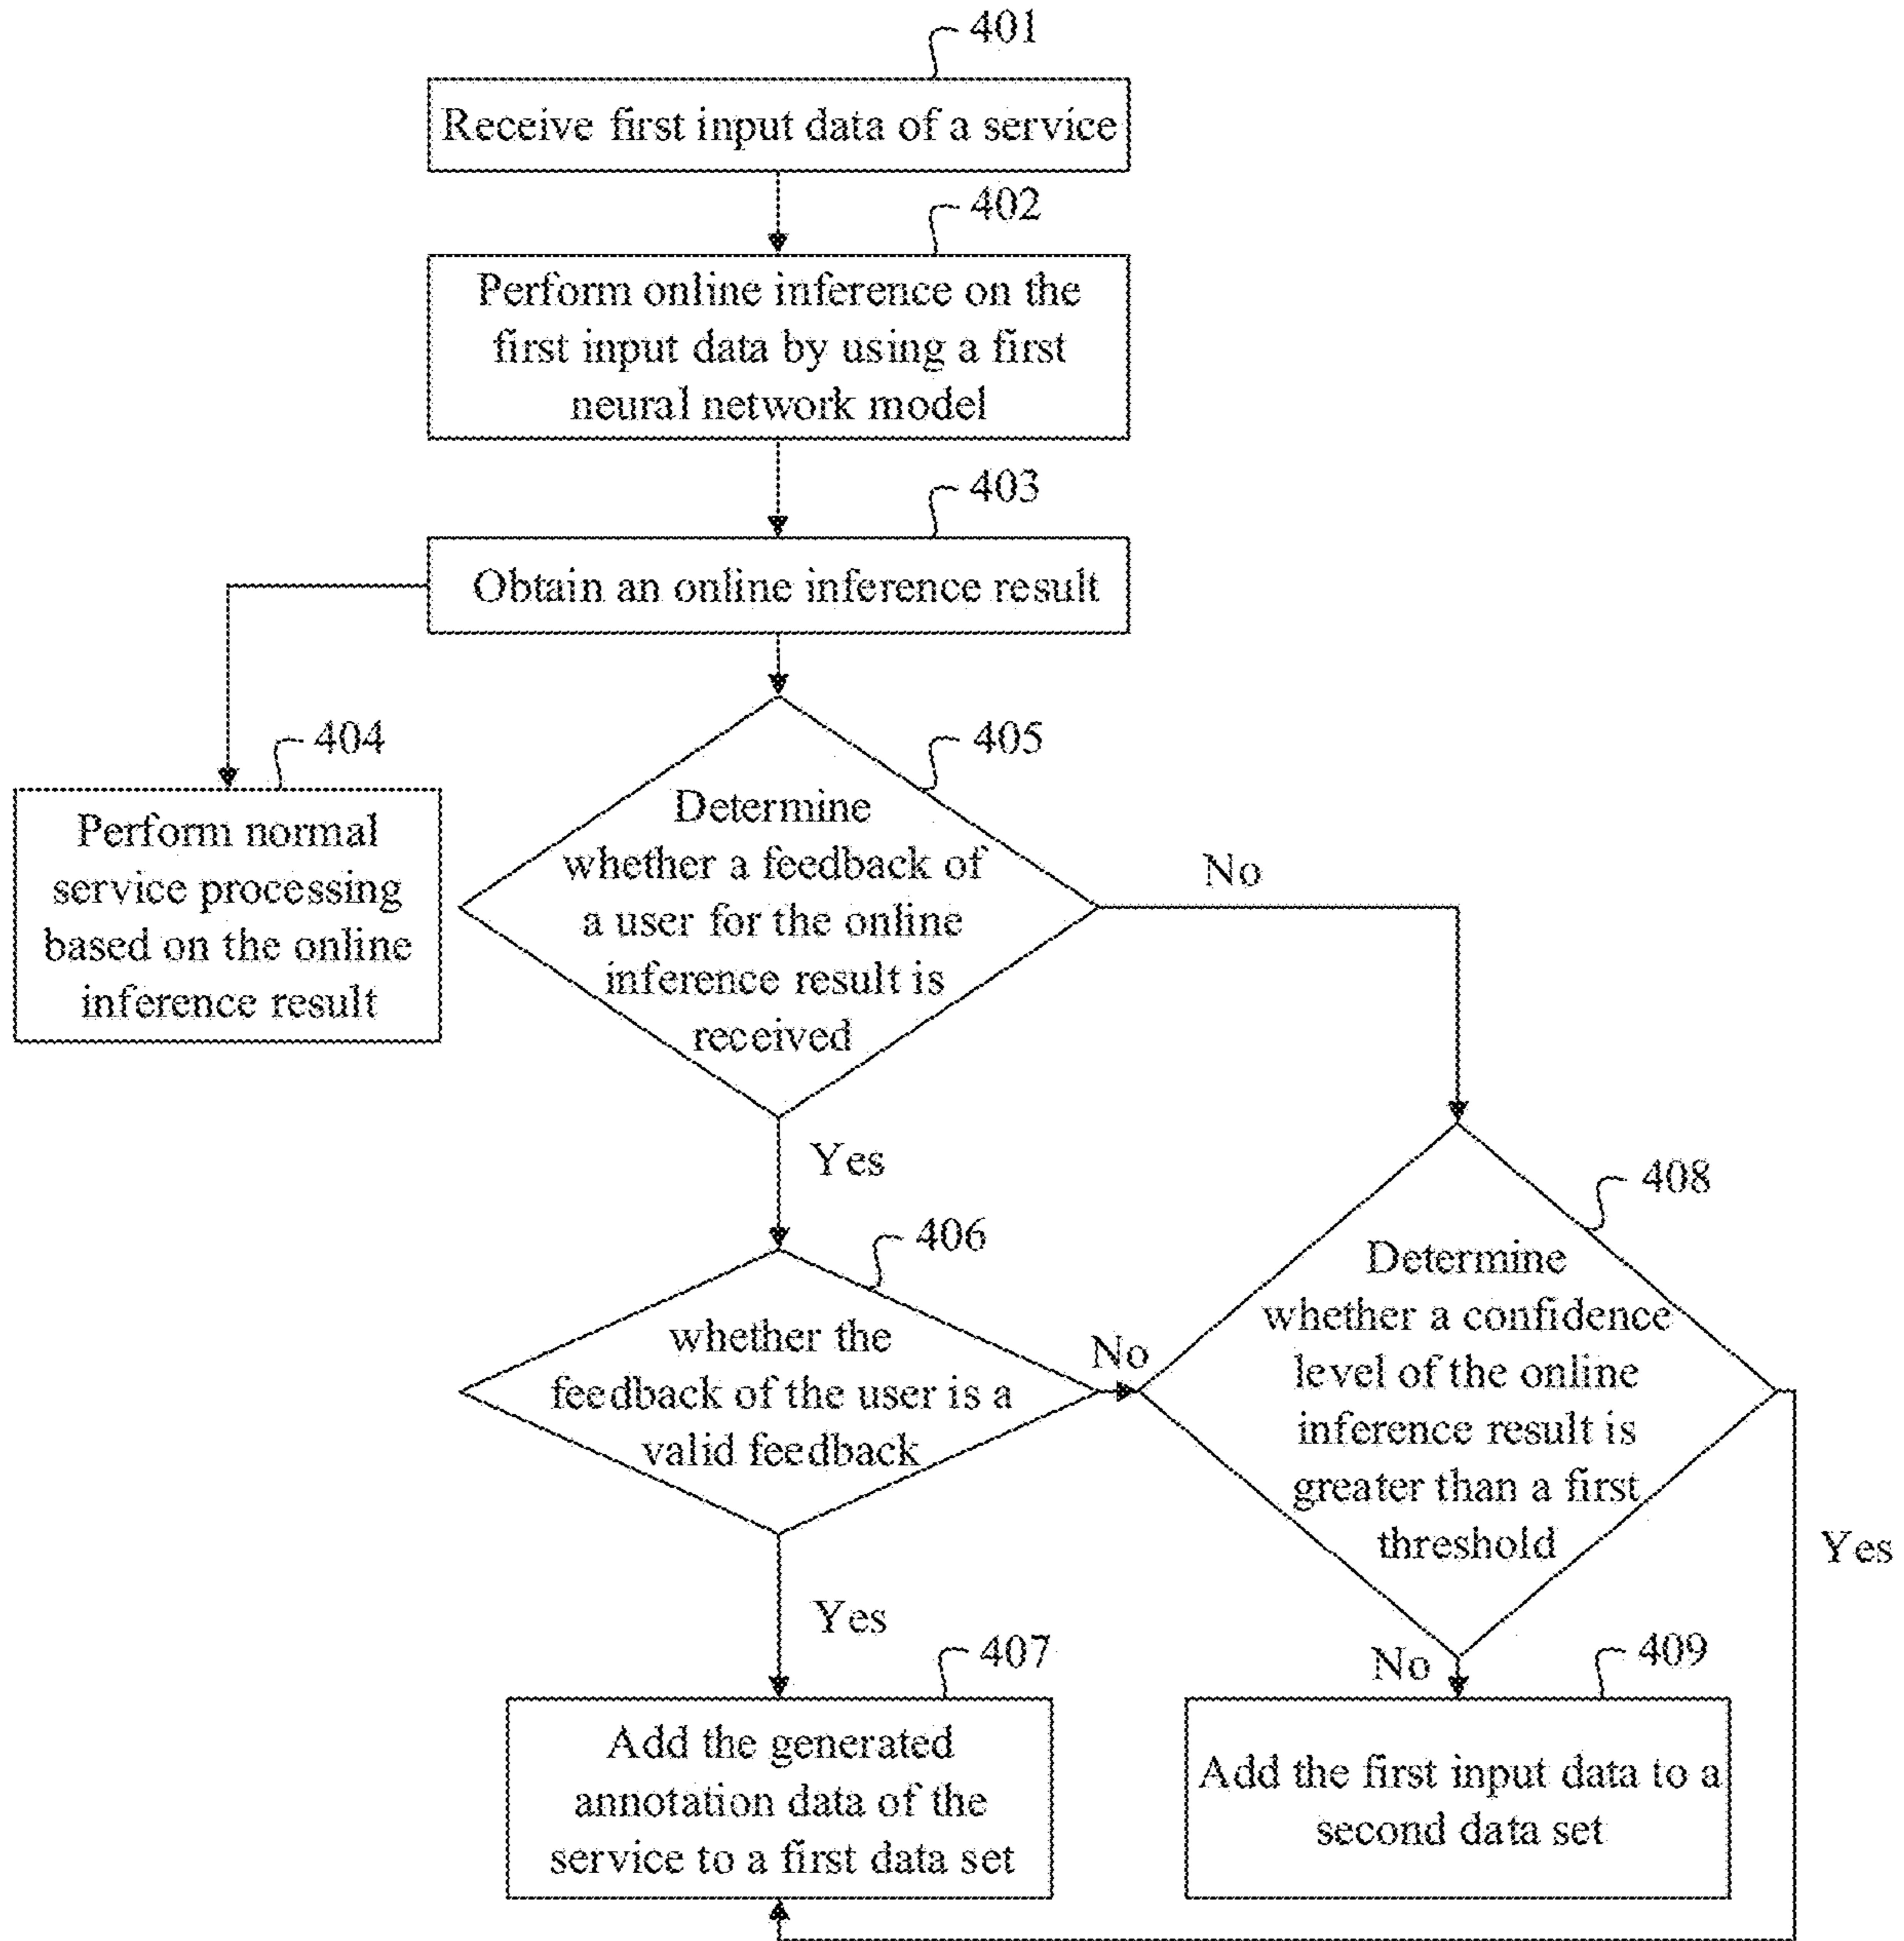 401
Receive first input data of a service
402
Perform online inference on the
first input data by using a first
neural network model
403
Obtain an online inference result
404
Perform normal
service processing
based on the online
inference result
405
Determine
whether a feedback of
a user for the online
inference result is
received
No
Yes
406
whether the
feedback of the user is a
valid feedback
No
408
Determine
whether a confidence
level of the online
inference result is
greater than a first
threshold
Yes
Yes
No
407
Add the generated
annotation data of the
service to a first data set
409
Add the first input data to a
second data set